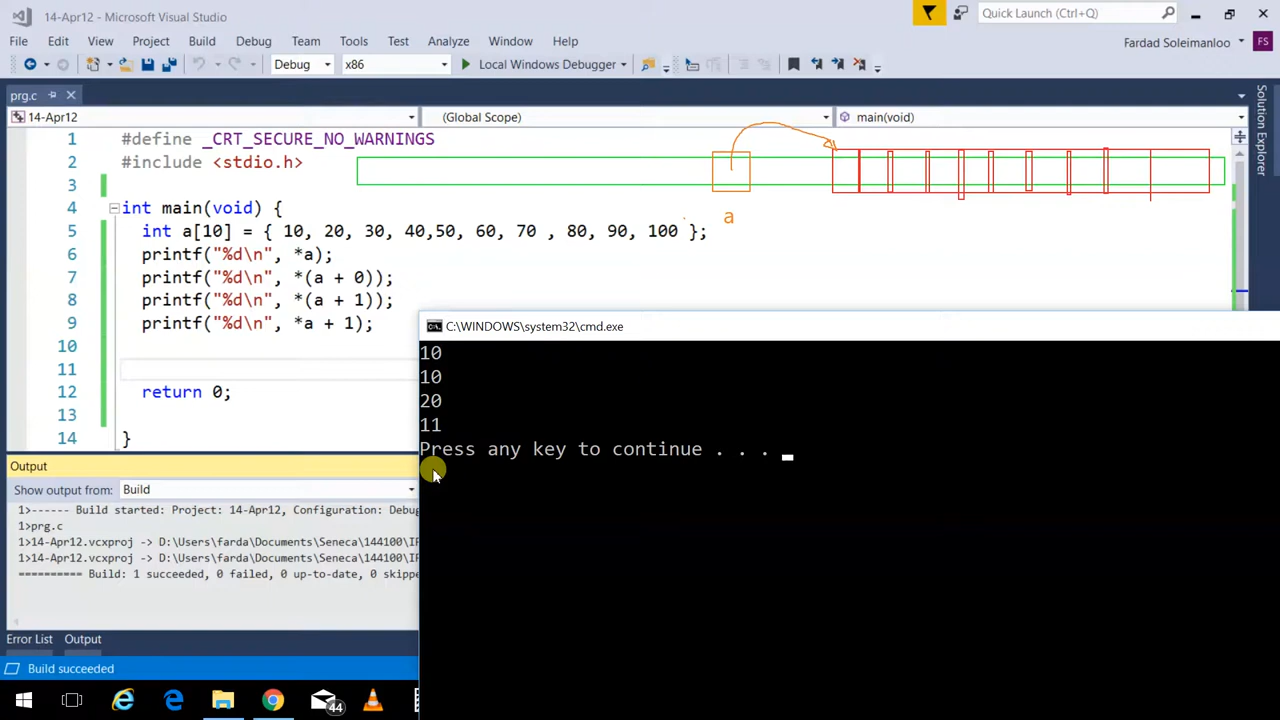 14-Apr12 - Microsoft Visual Studio
Quick Launch (Ctrl+Q)
File Edit View Project Build Debug Team Tools Test Analyze Window Help
Fardad Soleimanloo FS
Debug x86 Local Windows Debugger
prg.c
14-Apr12 (Global Scope) main(void)
Solution Explorer
1 #define _CRT_SECURE_NO_WARNINGS
2 #include <stdio.h>
3
4 int main(void) {
a
5 int a[10] = { 10, 20, 30, 40,50, 60, 70 , 80, 90, 100 };
6 printf("%d\n", *a);
7 printf("%d\n", *(a + 0));
8 printf("%d\n", *(a + 1));
9 printf("%d\n", *a + 1);
10
11
12 return 0;
13
14 }
C:\WINDOWS\system32\cmd.exe
10
10
20
11
Press any key to continue . . .
Output
Show output from: Build
1>------ Build started: Project: 14-Apr12, Configuration: Debug
1>prg.c
1>14-Apr12.vcxproj -> D:\Users\farda\Documents\Seneca\144100\IP
1>14-Apr12.vcxproj -> D:\Users\farda\Documents\Seneca\144100\IP
========== Build: 1 succeeded, 0 failed, 0 up-to-date, 0 skippe
Error List Output
Build succeeded
44